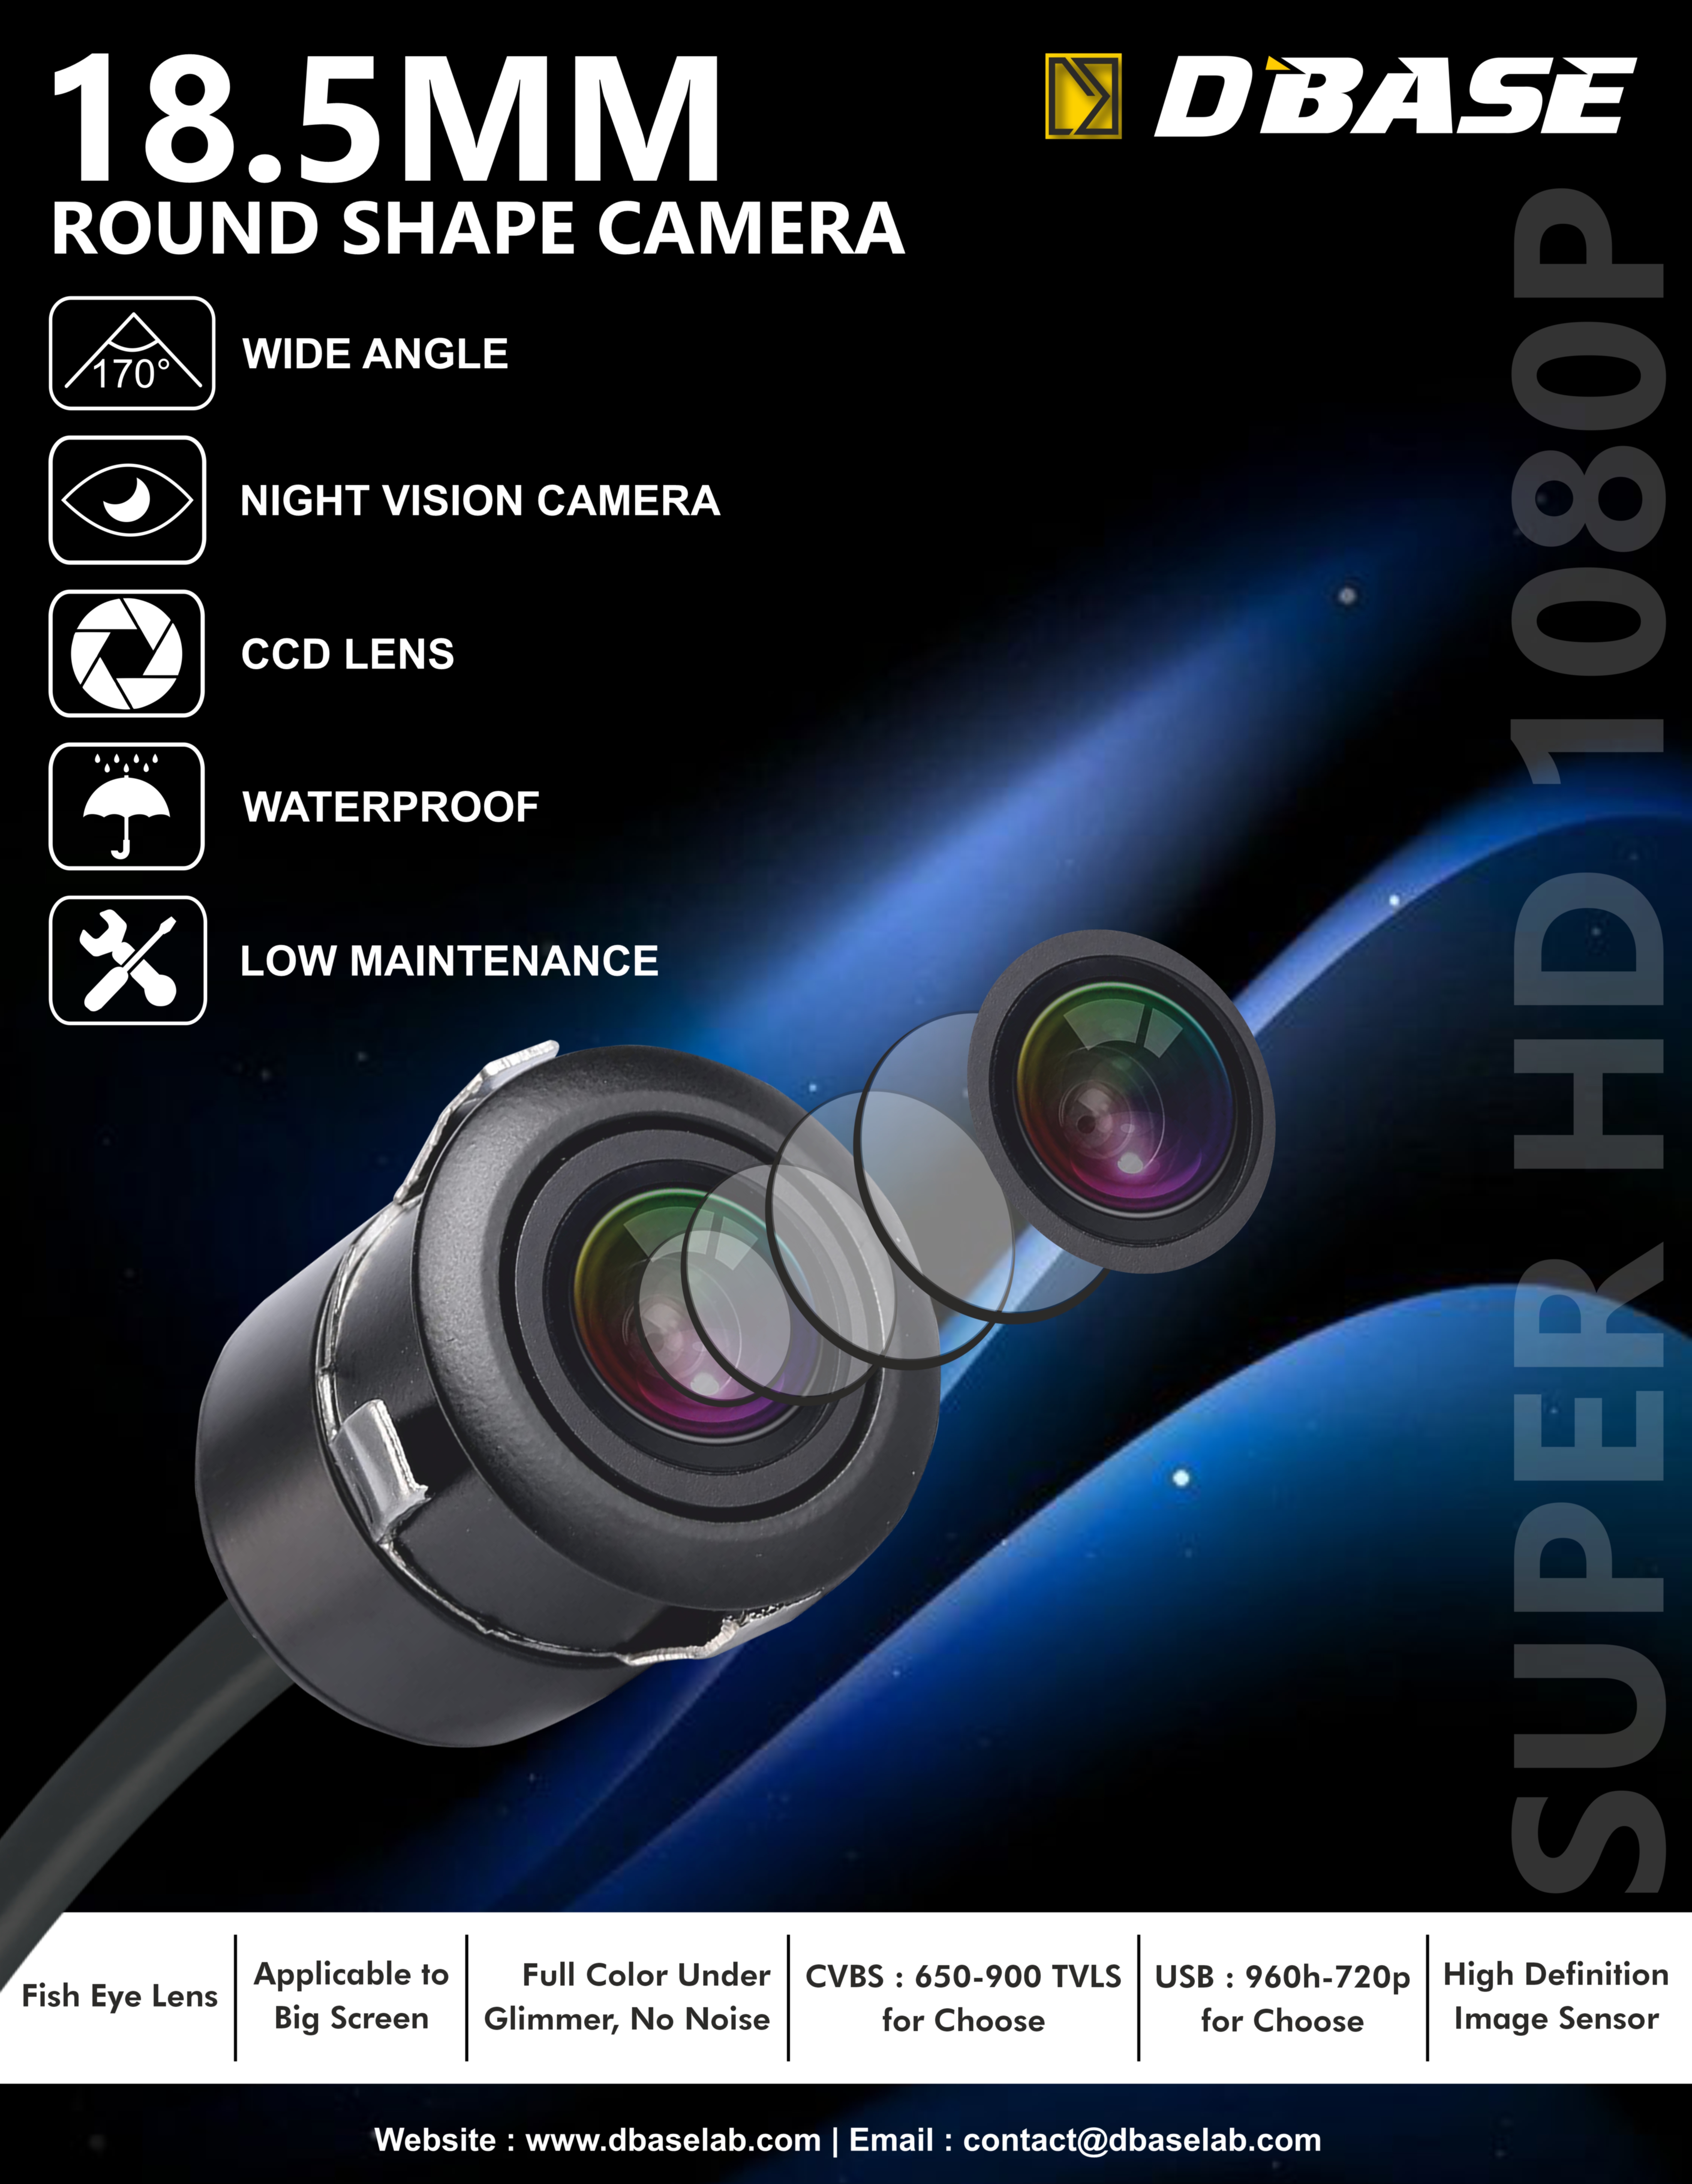 18.5MM
ROUND SHAPE CAMERA
D'BASE
170°
WIDE ANGLE
NIGHT VISION CAMERA
CCD LENS
WATERPROOF
LOW MAINTENANCE
SUPER HD 1080P
Fish Eye Lens
Applicable to
Big Screen
Full Color Under
Glimmer, No Noise
CVBS : 650-900 TVLS
for Choose
USB : 960h-720p
for Choose
High Definition
Image Sensor
Website : www.dbaselab.com | Email : contact@dbaselab.com